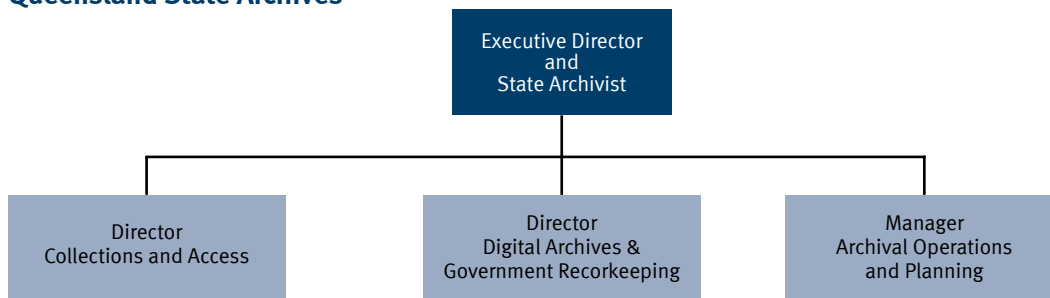 Queensland State Archives
Executive Director
and
State Archivist
Director
Collections and Access
Director
Digital Archives &
Government Recorkeeping
Manager
Archival Operations
and Planning